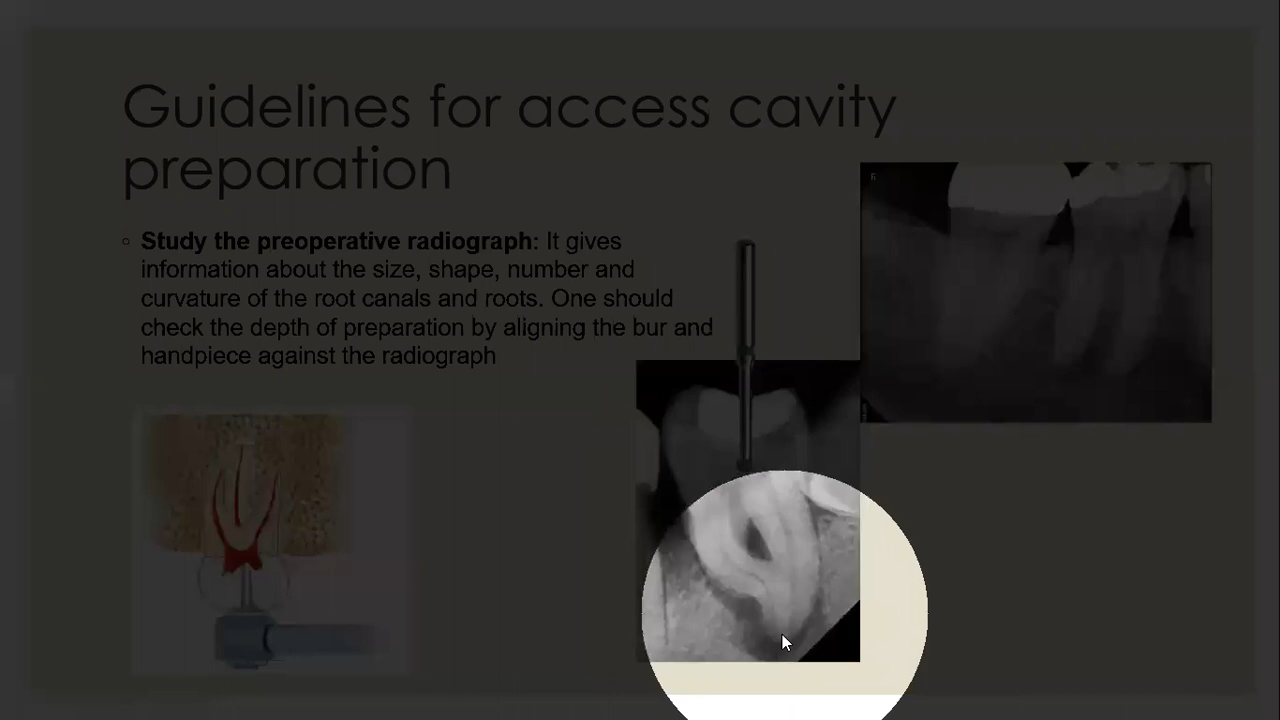 Guidelines for access cavity
preparation
Study the preoperative radiograph: It gives
information about the size, shape, number and
curvature of the root canals and roots. One should
check the depth of preparation by aligning the bur and
handpiece against the radiograph